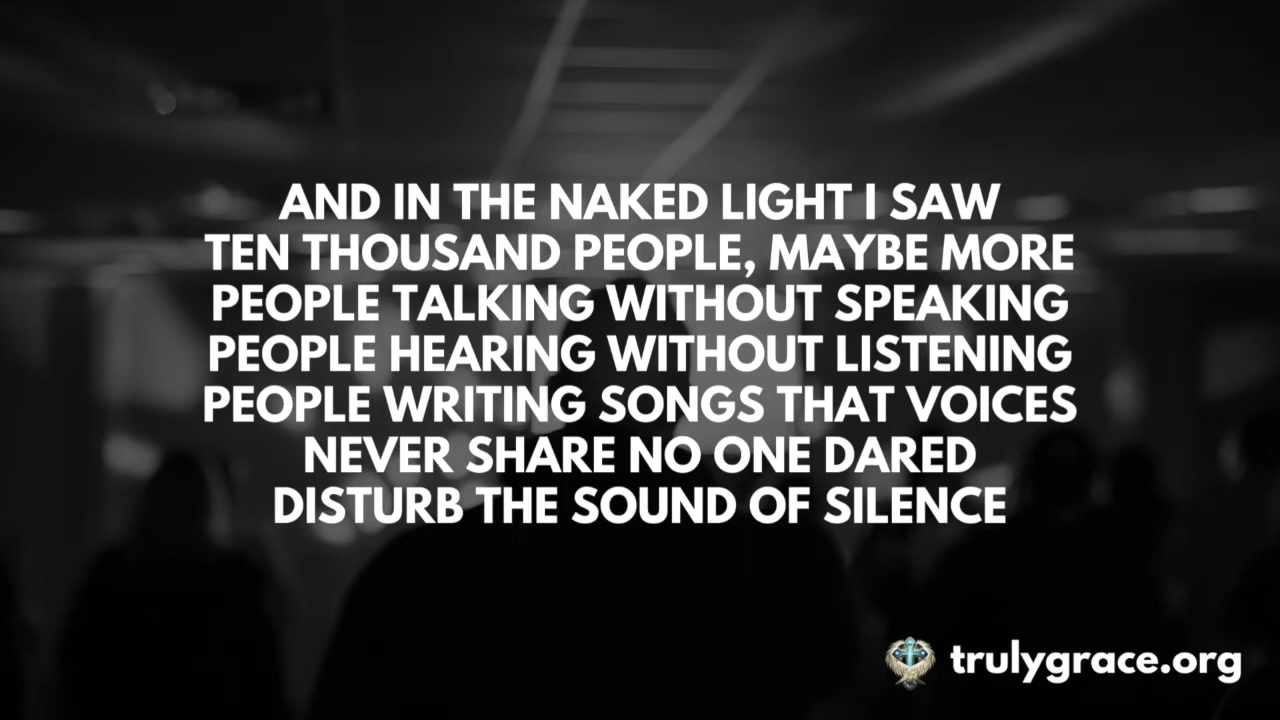 AND IN THE NAKED LIGHT I SAW
TEN THOUSAND PEOPLE, MAYBE MORE
PEOPLE TALKING WITHOUT SPEAKING
PEOPLE HEARING WITHOUT LISTENING
PEOPLE WRITING SONGS THAT VOICES
NEVER SHARE NO ONE DARED
DISTURB THE SOUND OF SILENCE
trulygrace.org